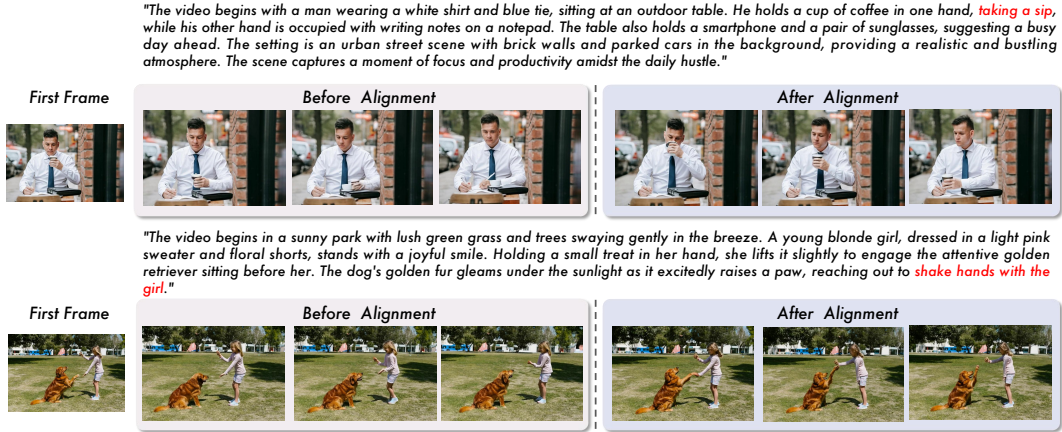 "The video begins with a man wearing a white shirt and blue tie, sitting at an outdoor table. He holds a cup of coffee in one hand, taking a sip,
while his other hand is occupied with writing notes on a notepad. The table also holds a smartphone and a pair of sunglasses, suggesting a busy
day ahead. The setting is an urban street scene with brick walls and parked cars in the background, providing a realistic and bustling
atmosphere. The scene captures a moment of focus and productivity amidst the daily hustle."
First Frame
Before Alignment
After Alignment
"The video begins in a sunny park with lush green grass and trees swaying gently in the breeze. A young blonde girl, dressed in a light pink
sweater and floral shorts, stands with a joyful smile. Holding a small treat in her hand, she lifts it slightly to engage the attentive golden
retriever sitting before her. The dog's golden fur gleams under the sunlight as it excitedly raises a paw, reaching out to shake hands with the
girl."
First Frame
Before Alignment
After Alignment